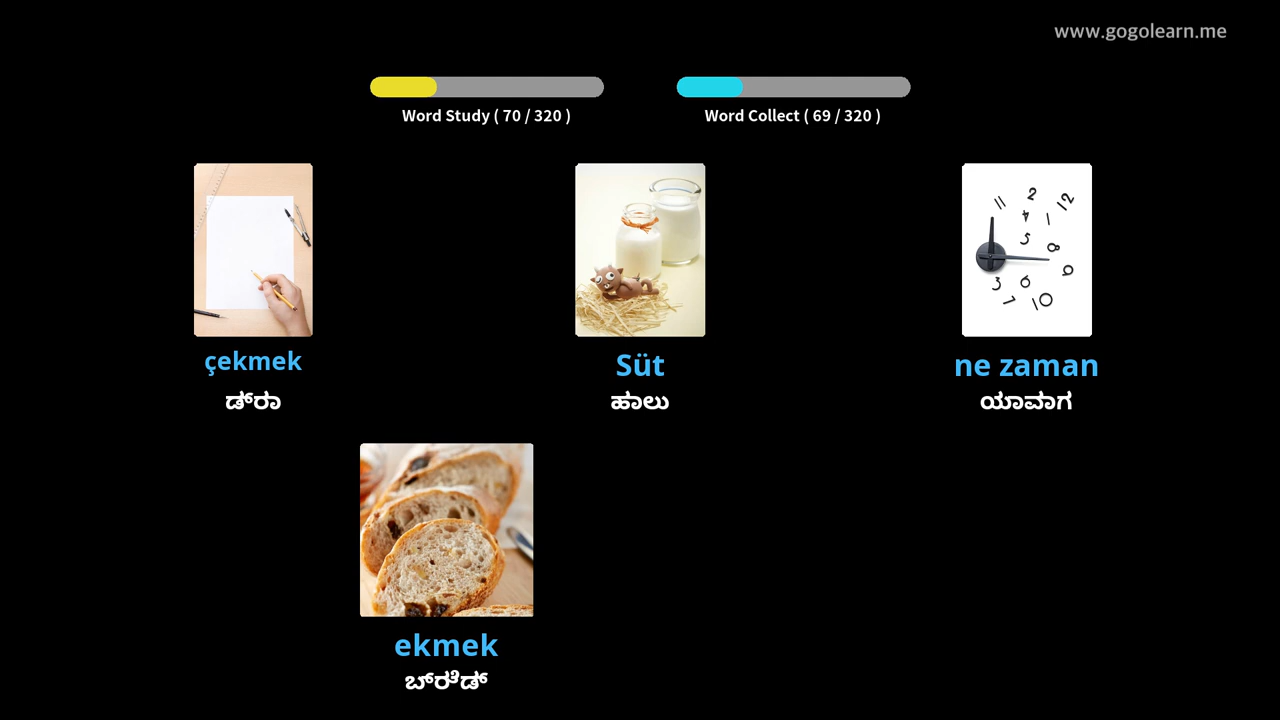 www.gogolearn.me
Word Study ( 70 / 320 )
Word Collect ( 69 / 320 )
çekmek
Süt
ne zaman
ಡ್ರಾ
ಹಾಲು
ಯಾವಾಗ
ekmek
ಬ್ರೆಡ್